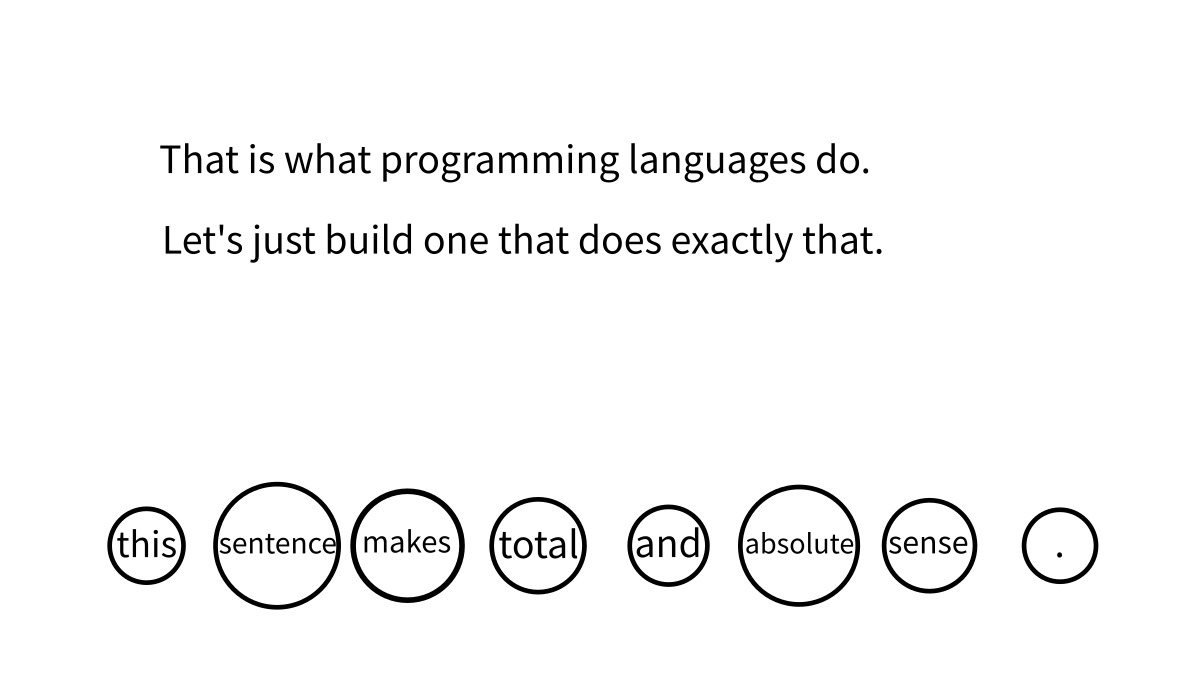 That is what programming languages do.
Let's just build one that does exactly that.
this sentence makes total and absolute sense .